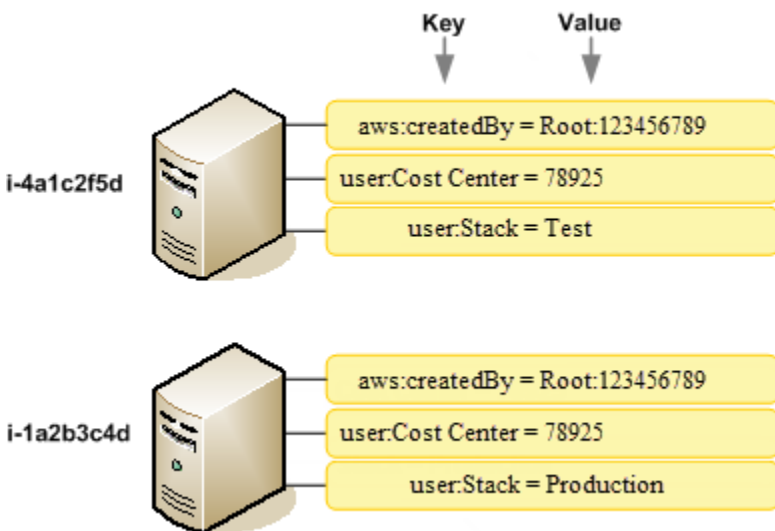 Key Value
aws:createdBy = Root:123456789
i-4a1c2f5d
user:Cost Center = 78925
user:Stack = Test
aws:createdBy = Root:123456789
i-1a2b3c4d
user:Cost Center = 78925
user:Stack = Production